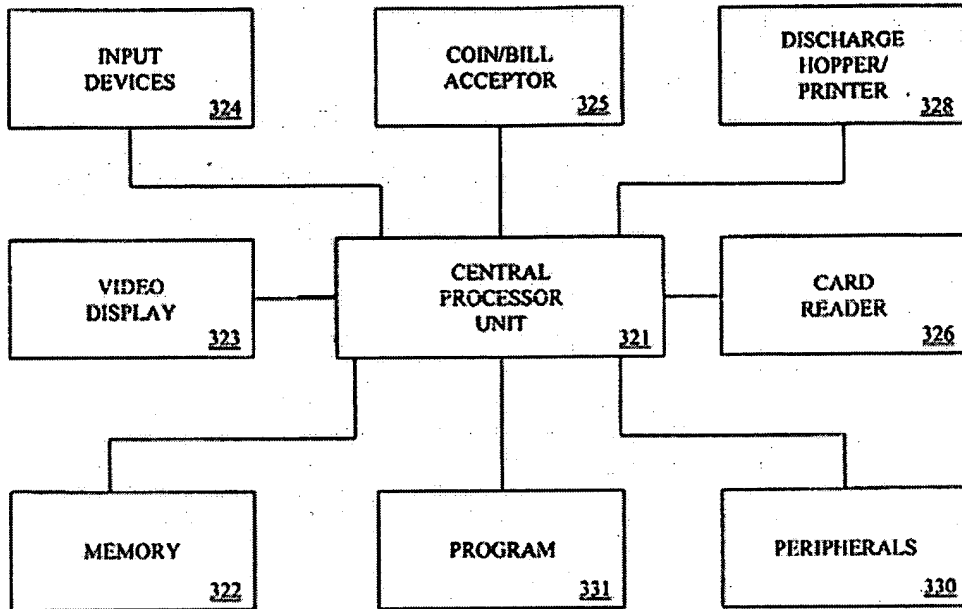 INPUT
DEVICES
324
COIN/BILL
ACCEPTOR
325
DISCHARGE
HOPPER/
PRINTER
328
VIDEO
DISPLAY
323
CENTRAL
PROCESSOR
UNIT
321
CARD
READER
326
MEMORY
322
PROGRAM
331
PERIPHERALS
330